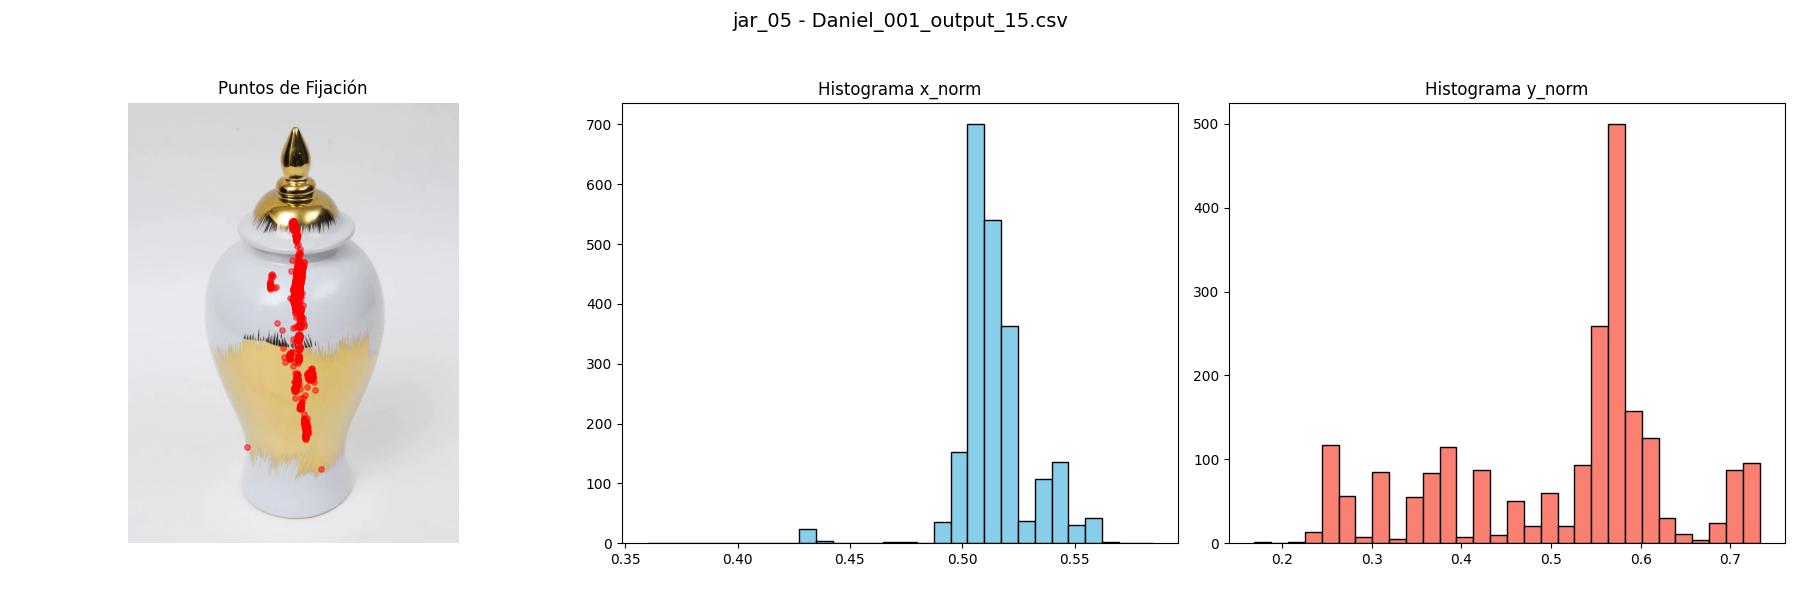 jar_05 - Daniel_001_output_15.csv
Puntos de Fijación
Histograma x_norm
700
600
500
400
300
200
100
0
0.35 0.40 0.45 0.50 0.55
Histograma y_norm
500
400
300
200
100
0
0.2 0.3 0.4 0.5 0.6 0.7